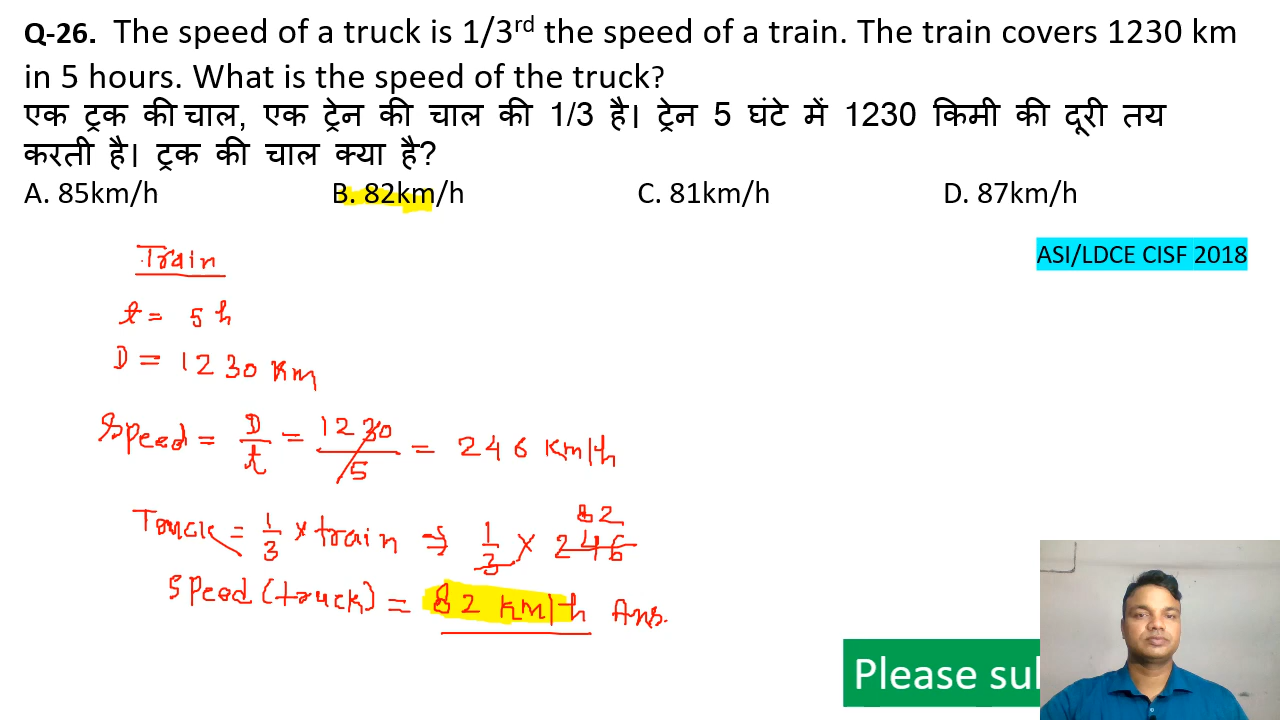 Q-26. The speed of a truck is 1/3rd the speed of a train. The train covers 1230 km
in 5 hours. What is the speed of the truck?
एक ट्रक की चाल, एक ट्रेन की चाल की 1/3 है। ट्रेन 5 घंटे में 1230 किमी की दूरी तय
करती है। ट्रक की चाल क्या है?
A. 85km/h B. 82km/h C. 81km/h D. 87km/h
ASI/LDCE CISF 2018
Train
t = 5 h
D = 1230 Km
Speed = D/t = 1230/5 = 246 Km/h
Truck = 1/3 × train ⇒ 1/3 × 246 82
Speed (truck) = 82 Km/h Ans.
Please su